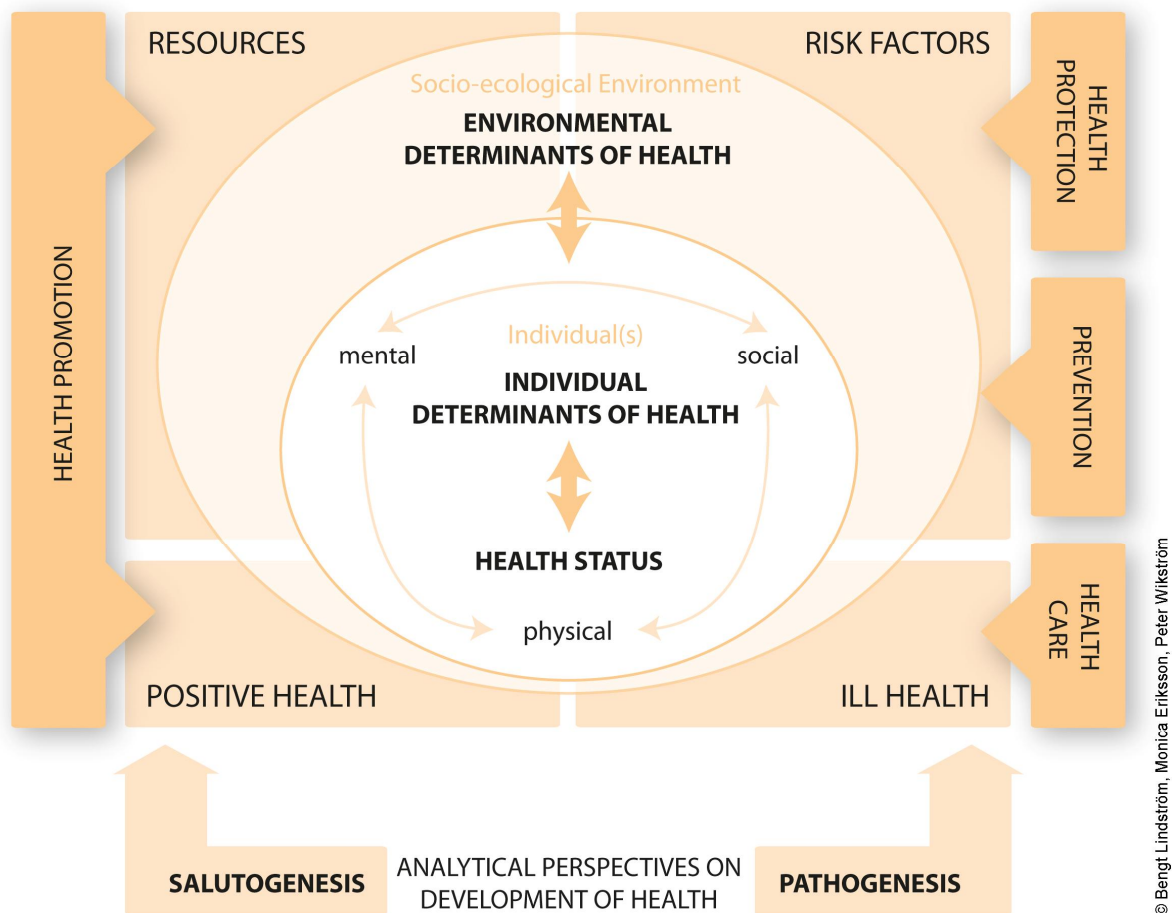 RESOURCES
RISK FACTORS
Socio-ecological Environment
ENVIRONMENTAL
DETERMINANTS OF HEALTH
HEALTH
PROTECTION
HEALTH PROMOTION
Individual(s)
mental
social
INDIVIDUAL
DETERMINANTS OF HEALTH
PREVENTION
HEALTH STATUS
physical
HEALTH
CARE
POSITIVE HEALTH
ILL HEALTH
SALUTOGENESIS
ANALYTICAL PERSPECTIVES ON
DEVELOPMENT OF HEALTH
PATHOGENESIS
© Bengt Lindström, Monica Eriksson, Peter Wikström